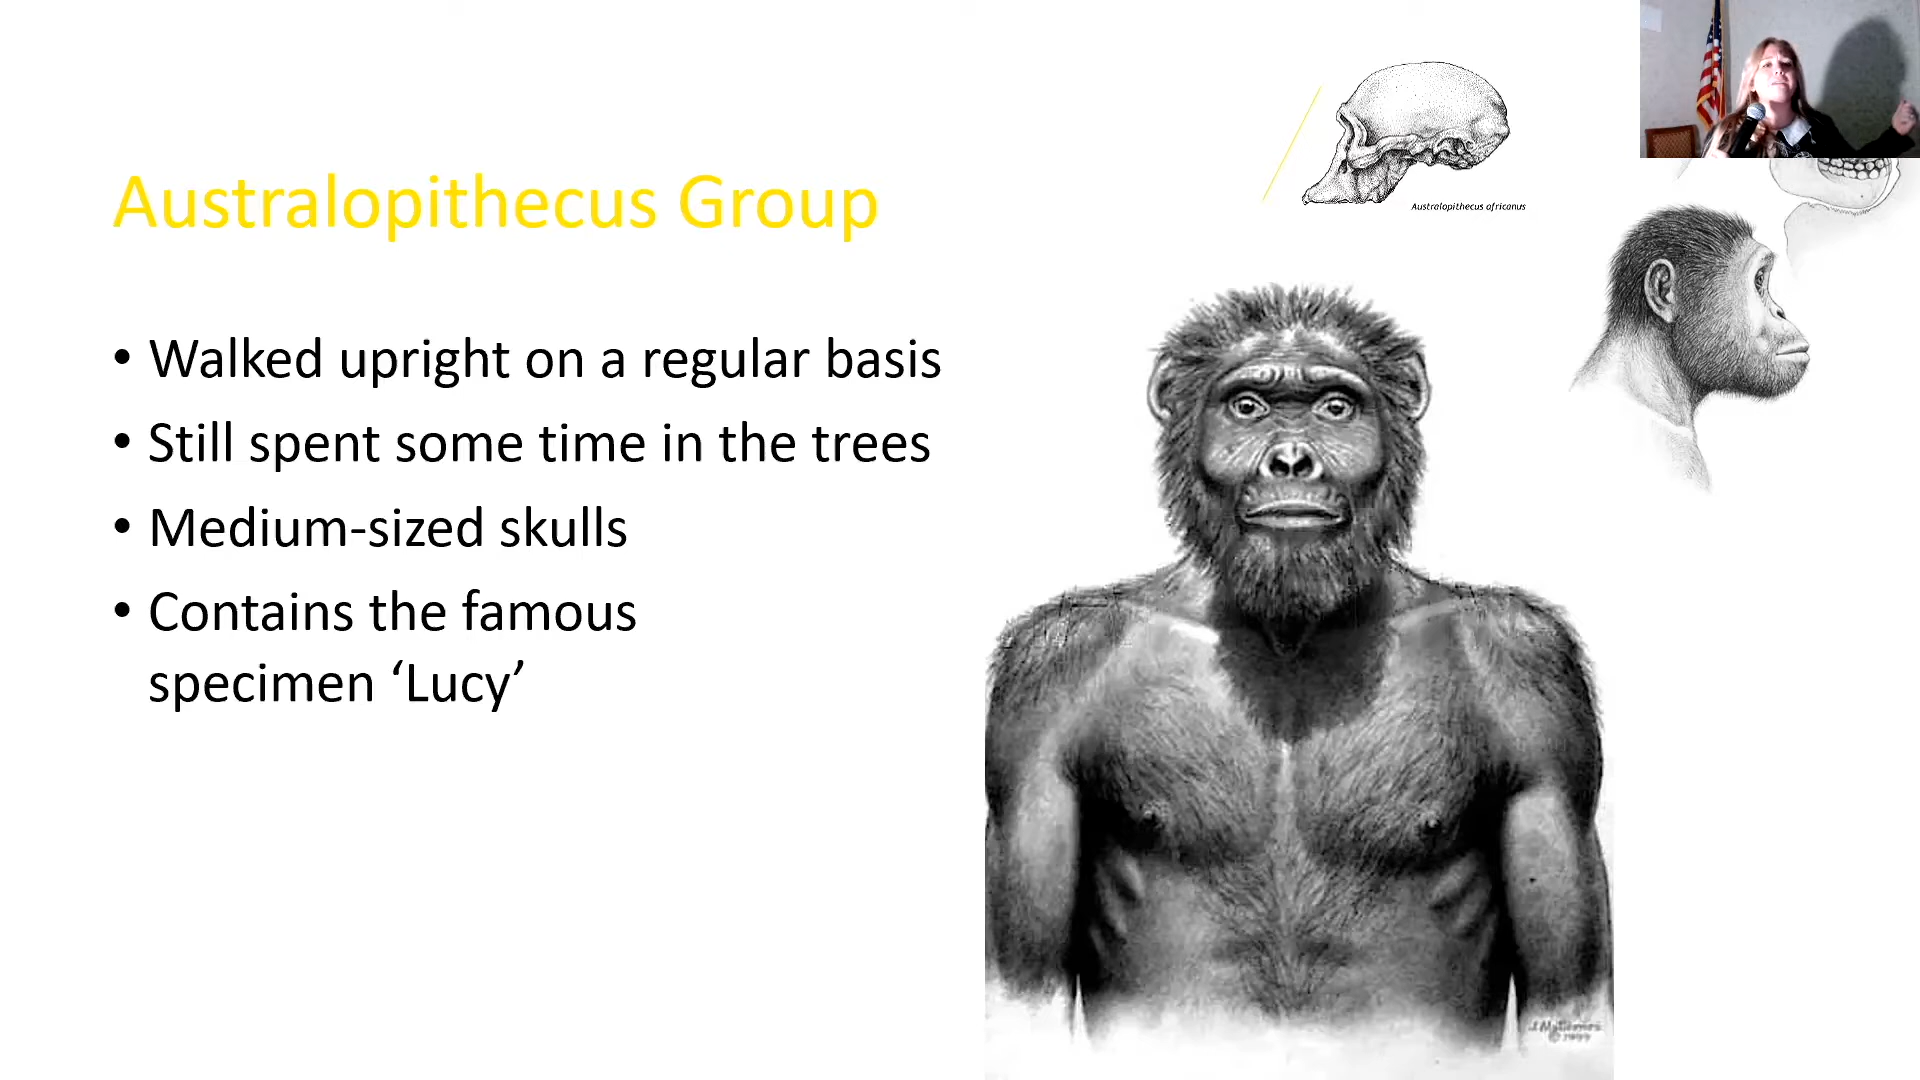 Australopithecus africanus
Australopithecus Group
• Walked upright on a regular basis
• Still spent some time in the trees
• Medium-sized skulls
• Contains the famous
specimen ‘Lucy’